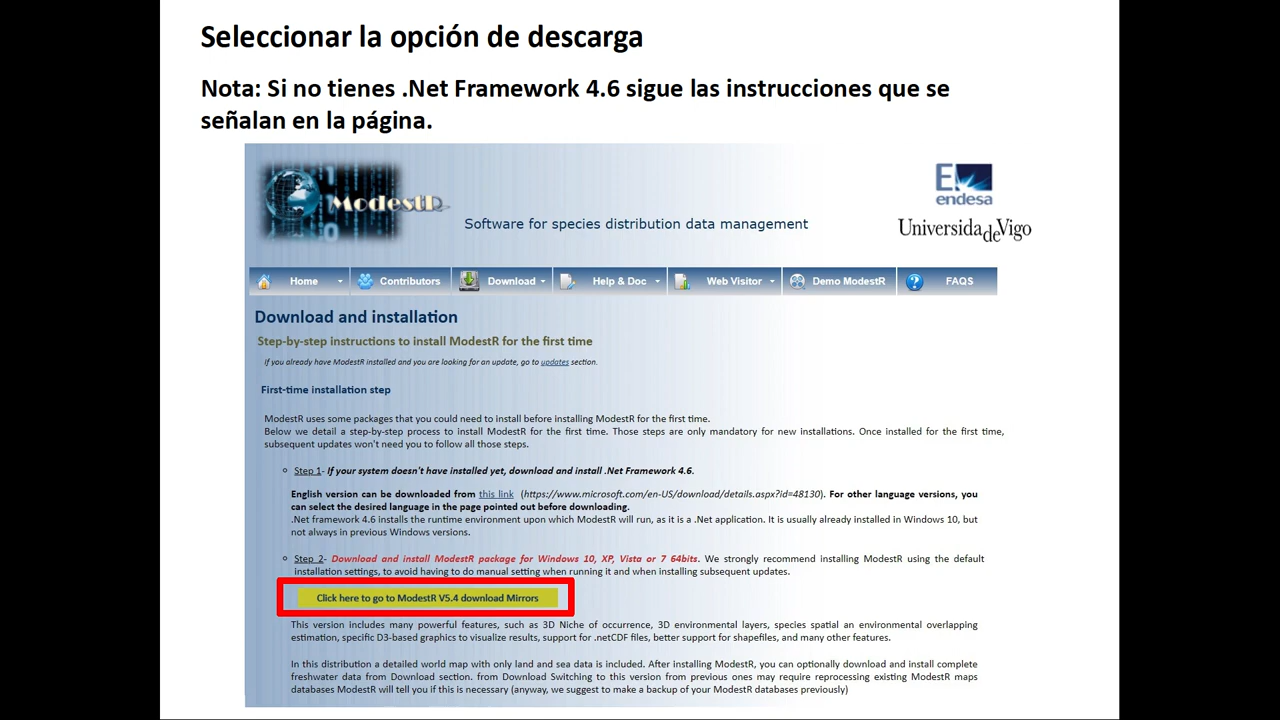 Seleccionar la opción de descarga
Nota: Si no tienes .Net Framework 4.6 sigue las instrucciones que se
señalan en la página.
ModestR
Software for species distribution data management
endesa
UniversidadeVigo
Home
Contributors
Download
Help & Doc
Web Visitor
Demo ModestR
FAQS
Download and installation
Step-by-step instructions to install ModestR for the first time
If you already have ModestR installed and you are looking for an update, go to updates section.
First-time installation step
ModestR uses some packages that you could need to install before installing ModestR for the first time.
Below we detail a step-by-step process to install ModestR for the first time. Those steps are only mandatory for new installations. Once installed for the first time,
subsequent updates won't need you to follow all those steps.
Step 1- If your system doesn't have installed yet, download and install .Net Framework 4.6.
English version can be downloaded from this link (https://www.microsoft.com/en-US/download/details.aspx?id=48130). For other language versions, you
can select the desired language in the page pointed out before downloading.
.Net framework 4.6 installs the runtime environment upon which ModestR will run, as it is a .Net application. It is usually already installed in Windows 10, but
not always in previous Windows versions.
Step 2- Download and install ModestR package for Windows 10, XP, Vista or 7 64bits. We strongly recommend installing ModestR using the default
installation settings, to avoid having to do manual setting when running it and when installing subsequent updates.
Click here to go to ModestR V5.4 download Mirrors
This version includes many powerful features, such as 3D Niche of occurrence, 3D environmental layers, species spatial an environmental overlapping
estimation, specific D3-based graphics to visualize results, support for .netCDF files, better support for shapefiles, and many other features.
In this distribution a detailed world map with only land and sea data is included. After installing ModestR, you can optionally download and install complete
freshwater data from Download section. from Download Switching to this version from previous ones may require reprocessing existing ModestR maps
databases ModestR will tell you if this is necessary (anyway, we suggest to make a backup of your ModestR databases previously)